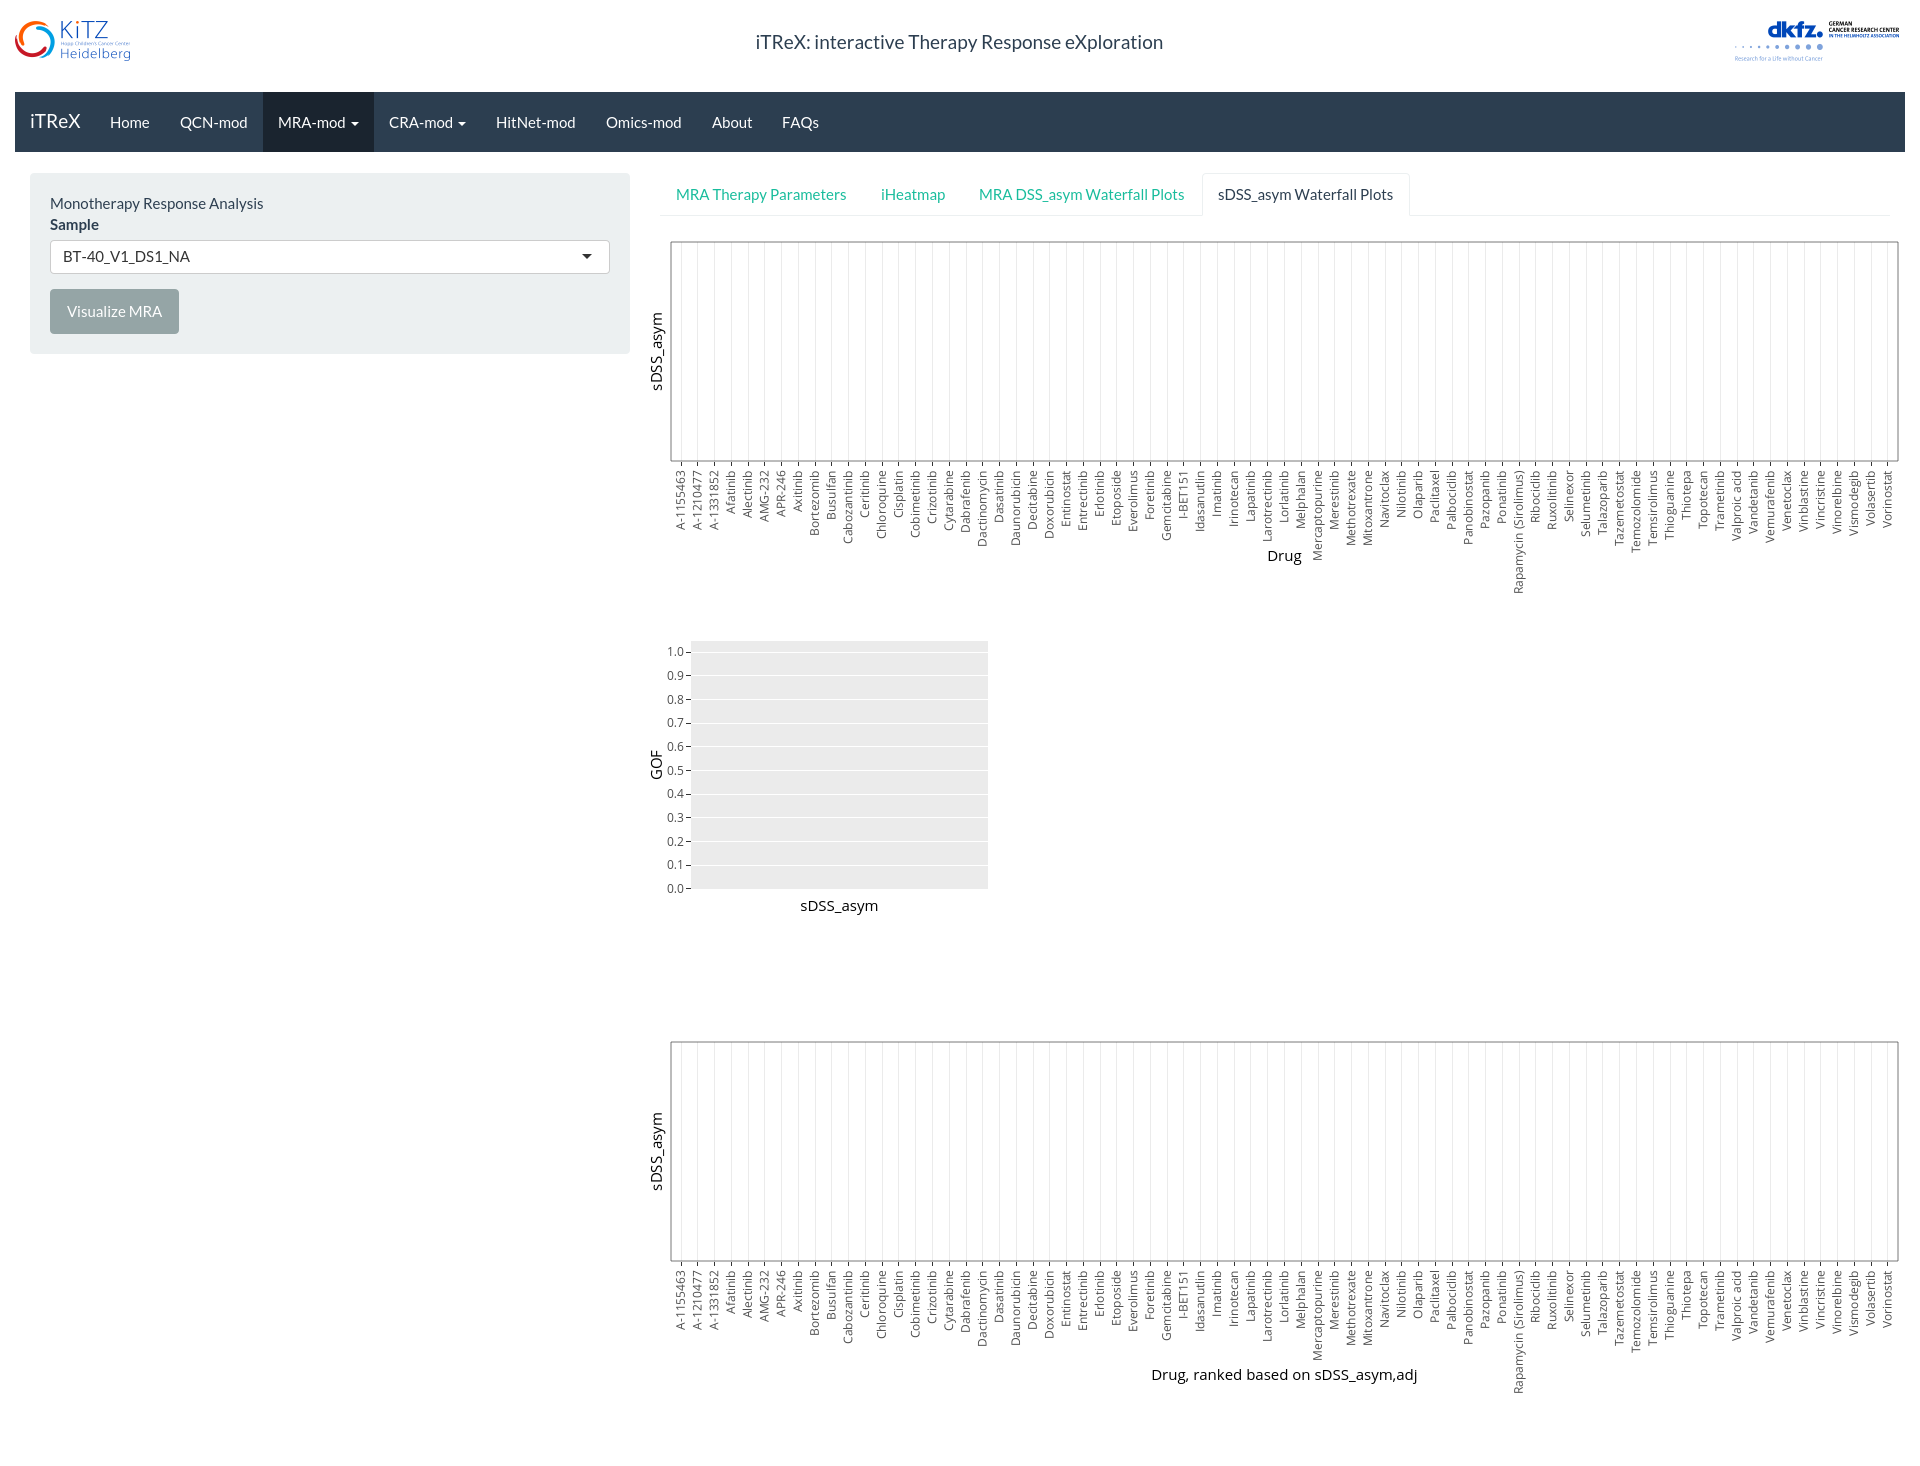 KiTZ
Hopp Children's Cancer Center
Heidelberg
iTReX: interactive Therapy Response eXploration
dkfz. GERMAN
CANCER RESEARCH CENTER
IN THE HELMHOLTZ ASSOCIATION
Research for a Life without Cancer
iTReX Home QCN-mod MRA-mod CRA-mod HitNet-mod Omics-mod About FAQs
Monotherapy Response Analysis
Sample
BT-40_V1_DS1_NA
Visualize MRA
MRA Therapy Parameters iHeatmap MRA DSS_asym Waterfall Plots sDSS_asym Waterfall Plots
sDSS_asym
A-1155463
A-1210477
A-1331852
Afatinib
Alectinib
AMG-232
APR-246
Axitinib
Bortezomib
Busulfan
Cabozantinib
Ceritinib
Chloroquine
Cisplatin
Cobimetinib
Crizotinib
Cytarabine
Dabrafenib
Dactinomycin
Dasatinib
Daunorubicin
Decitabine
Doxorubicin
Entinostat
Entrectinib
Erlotinib
Etoposide
Everolimus
Foretinib
Gemcitabine
I-BET151
Idasanutlin
Imatinib
Irinotecan
Lapatinib
Larotrectinib
Lorlatinib
Melphalan
Mercaptopurine
Merestinib
Methotrexate
Mitoxantrone
Navitoclax
Nilotinib
Olaparib
Paclitaxel
Palbociclib
Panobinostat
Pazopanib
Ponatinib
Rapamycin (Sirolimus)
Ribociclib
Ruxolitinib
Selinexor
Selumetinib
Talazoparib
Tazemetostat
Temozolomide
Temsirolimus
Thioguanine
Thiotepa
Topotecan
Trametinib
Valproic acid
Vandetanib
Vemurafenib
Venetoclax
Vinblastine
Vincristine
Vinorelbine
Vismodegib
Volasertib
Vorinostat
Drug
GOF
1.0
0.9
0.8
0.7
0.6
0.5
0.4
0.3
0.2
0.1
0.0
sDSS_asym
sDSS_asym
A-1155463
A-1210477
A-1331852
Afatinib
Alectinib
AMG-232
APR-246
Axitinib
Bortezomib
Busulfan
Cabozantinib
Ceritinib
Chloroquine
Cisplatin
Cobimetinib
Crizotinib
Cytarabine
Dabrafenib
Dactinomycin
Dasatinib
Daunorubicin
Decitabine
Doxorubicin
Entinostat
Entrectinib
Erlotinib
Etoposide
Everolimus
Foretinib
Gemcitabine
I-BET151
Idasanutlin
Imatinib
Irinotecan
Lapatinib
Larotrectinib
Lorlatinib
Melphalan
Mercaptopurine
Merestinib
Methotrexate
Mitoxantrone
Navitoclax
Nilotinib
Olaparib
Paclitaxel
Palbociclib
Panobinostat
Pazopanib
Ponatinib
Rapamycin (Sirolimus)
Ribociclib
Ruxolitinib
Selinexor
Selumetinib
Talazoparib
Tazemetostat
Temozolomide
Temsirolimus
Thioguanine
Thiotepa
Topotecan
Trametinib
Valproic acid
Vandetanib
Vemurafenib
Venetoclax
Vinblastine
Vincristine
Vinorelbine
Vismodegib
Volasertib
Vorinostat
Drug, ranked based on sDSS_asym,adj